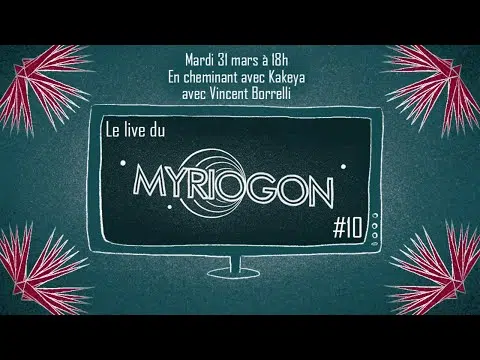 Mardi 31 mars à 18h
En cheminant avec Kakeya
avec Vincent Borrelli
Le live du
MYRIOGON
#10